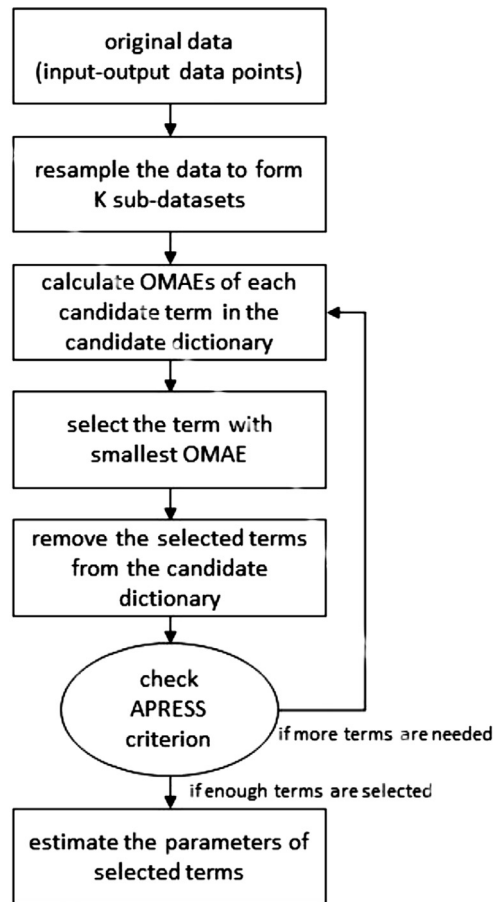 original data
(input-output data points)
resample the data to form
K sub-datasets
calculate OMAEs of each
candidate term in the
candidate dictionary
select the term with
smallest OMAE
remove the selected terms
from the candidate
dictionary
check
APRESS
criterion
if more terms are needed
if enough terms are selected
estimate the parameters of
selected terms